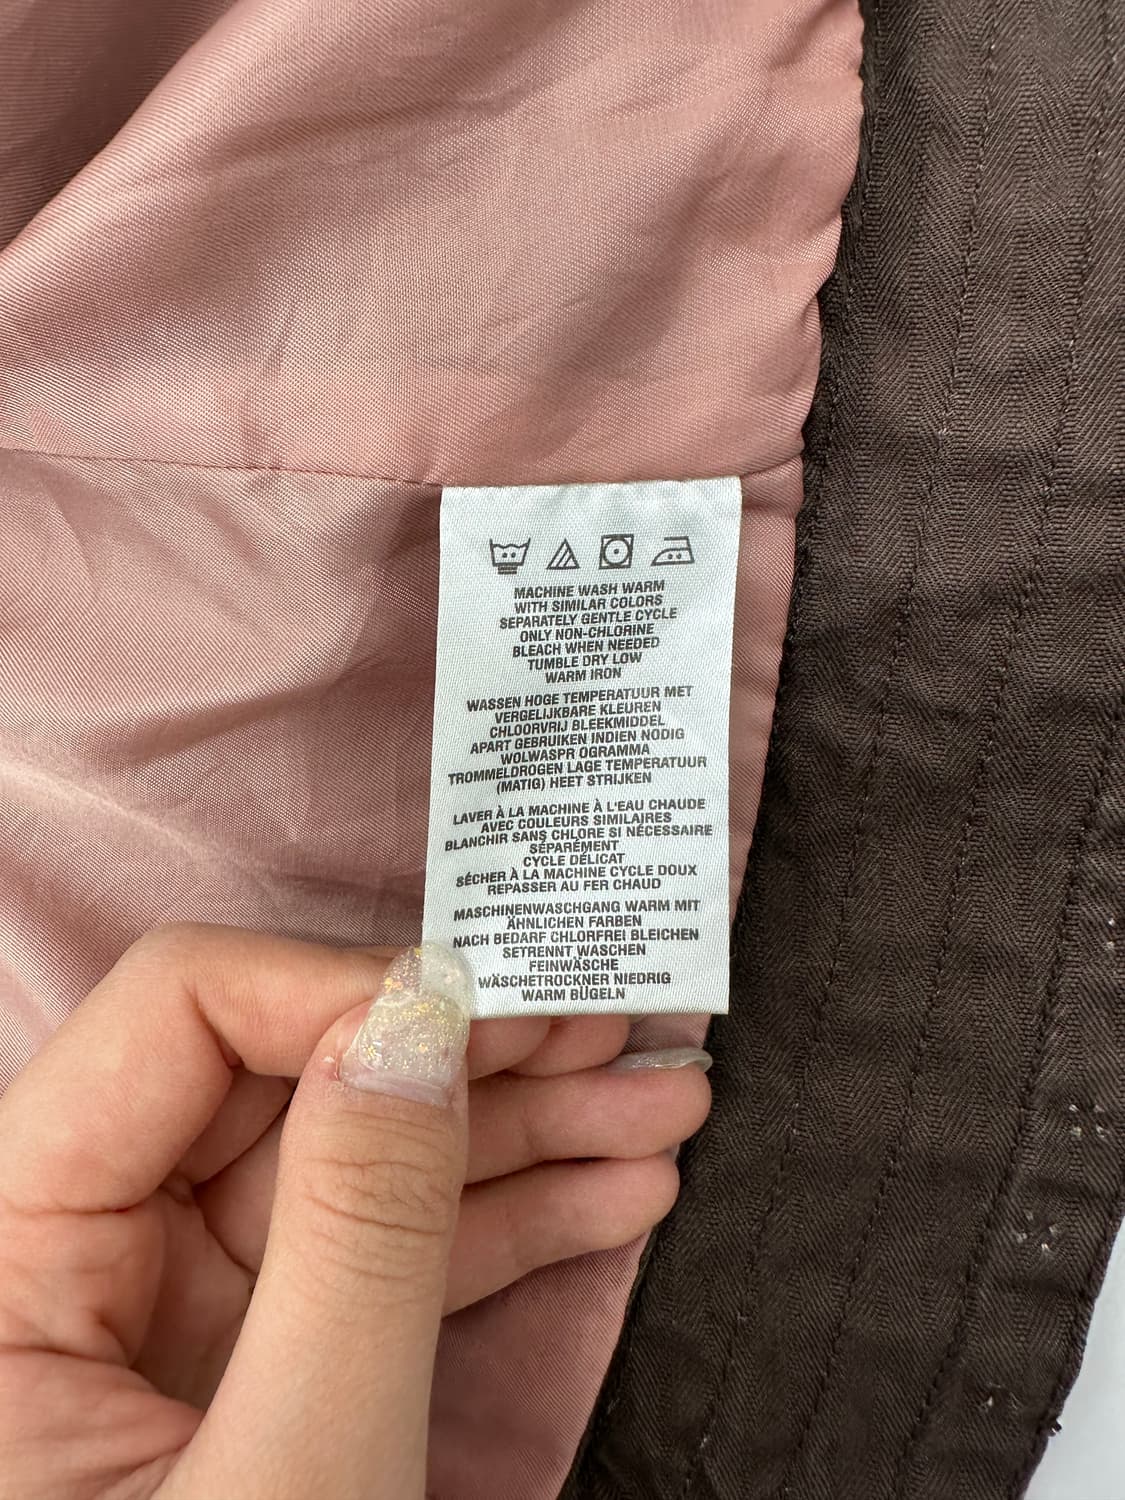 MACHINE WASH WARM
WITH SIMILAR COLORS
SEPARATELY GENTLE CYCLE
ONLY NON-CHLORINE
BLEACH WHEN NEEDED
TUMBLE DRY LOW
WARM IRON
WASSEN HOGE TEMPERATUUR MET
VERGELIJKBARE KLEUREN
CHLOORVRIJ BLEEKMIDDEL
APART GEBRUIKEN INDIEN NODIG
WOLWASPR OGRAMMA
TROMMELDROGEN LAGE TEMPERATUUR
(MATIG) HEET STRIJKEN
LAVER À LA MACHINE À L'EAU CHAUDE
AVEC COULEURS SIMILAIRES
BLANCHIR SANS CHLORE SI NÉCESSAIRE
SÉPARÉMENT
CYCLE DÉLICAT
SÉCHER À LA MACHINE CYCLE DOUX
REPASSER AU FER CHAUD
MASCHINENWASCHGANG WARM MIT
ÄHNLICHEN FARBEN
NACH BEDARF CHLORFREI BLEICHEN
SETRENNT WASCHEN
FEINWÄSCHE
WÄSCHETROCKNER NIEDRIG
WARM BÜGELN